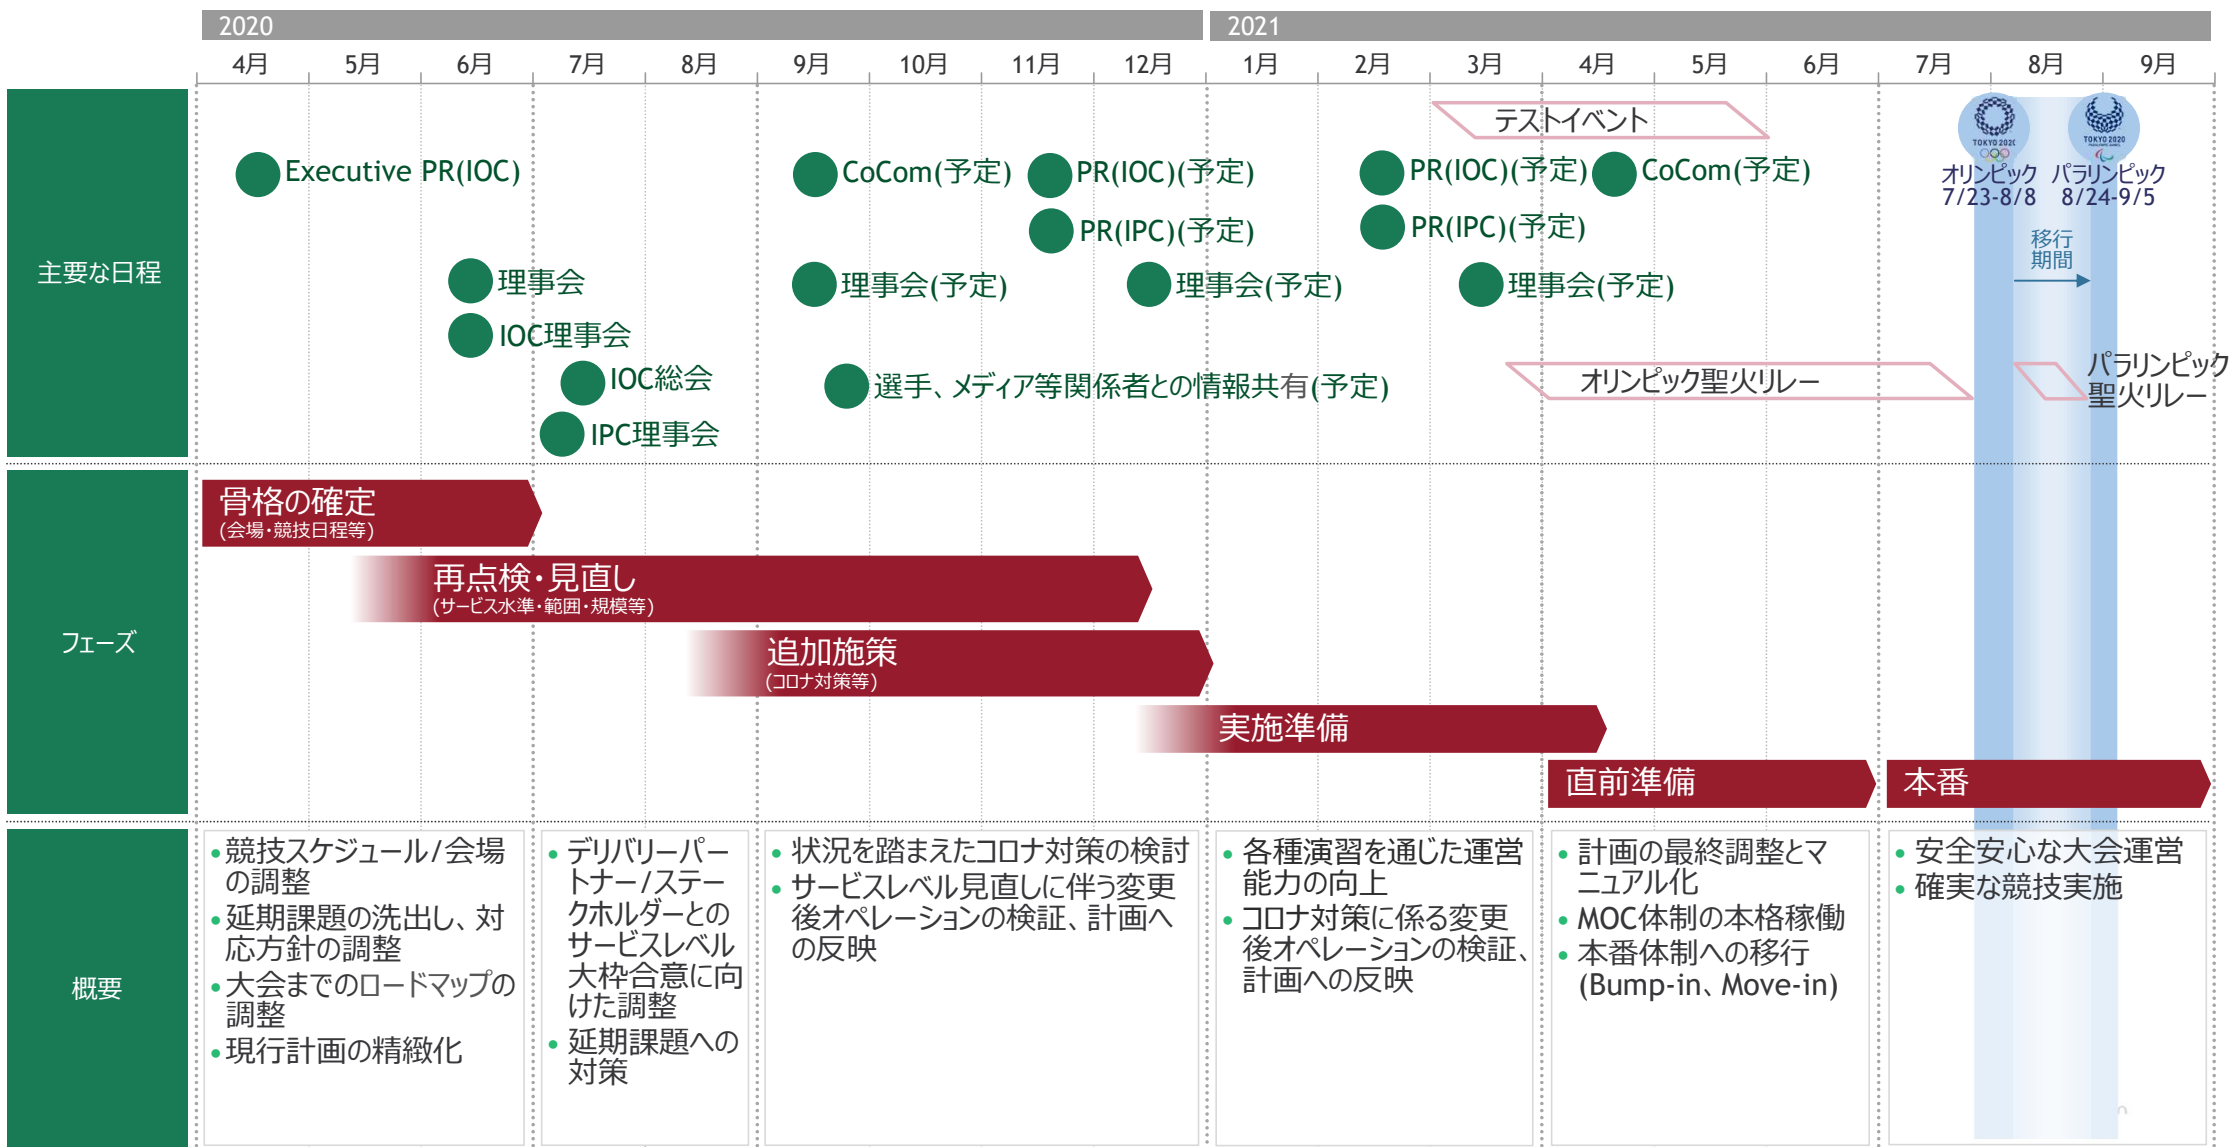 2020
2021
4月
5月
6月
7月
8月
9月
10月
11月
12月
1月
2月
3月
4月
5月
6月
7月
8月
9月
主要な日程
テストイベント
Executive PR(IOC)
CoCom(予定)
PR(IOC)(予定)
PR(IOC)(予定)
CoCom(予定)
PR(IPC)(予定)
PR(IPC)(予定)
理事会
理事会(予定)
理事会(予定)
理事会(予定)
IOC理事会
IOC総会
IPC理事会
選手、メディア等関係者との情報共有(予定)
オリンピック聖火リレー
パラリンピック
聖火リレー
TOKYO 2020
オリンピック
7/23-8/8
TOKYO 2020
PARALYMPIC GAMES
パラリンピック
8/24-9/5
移行
期間
フェーズ
骨格の確定
(会場・競技日程等)
再点検・見直し
(サービス水準・範囲・規模等)
追加施策
(コロナ対策等)
実施準備
直前準備
本番
概要
•競技スケジュール/会場
の調整
•延期課題の洗出し、対
応方針の調整
•大会までのロードマップの
調整
•現行計画の精緻化
• デリバリーパー
トナー/ステー
クホルダーとの
サービスレベル
大枠合意に向
けた調整
• 延期課題への
対策
• 状況を踏まえたコロナ対策の検討
• サービスレベル見直しに伴う変更
後オペレーションの検証、計画へ
の反映
• 各種演習を通じた運営
能力の向上
• コロナ対策に係る変更
後オペレーションの検証、
計画への反映
• 計画の最終調整とマ
ニュアル化
• MOC体制の本格稼働
• 本番体制への移行
(Bump-in、Move-in)
• 安全安心な大会運営
• 確実な競技実施